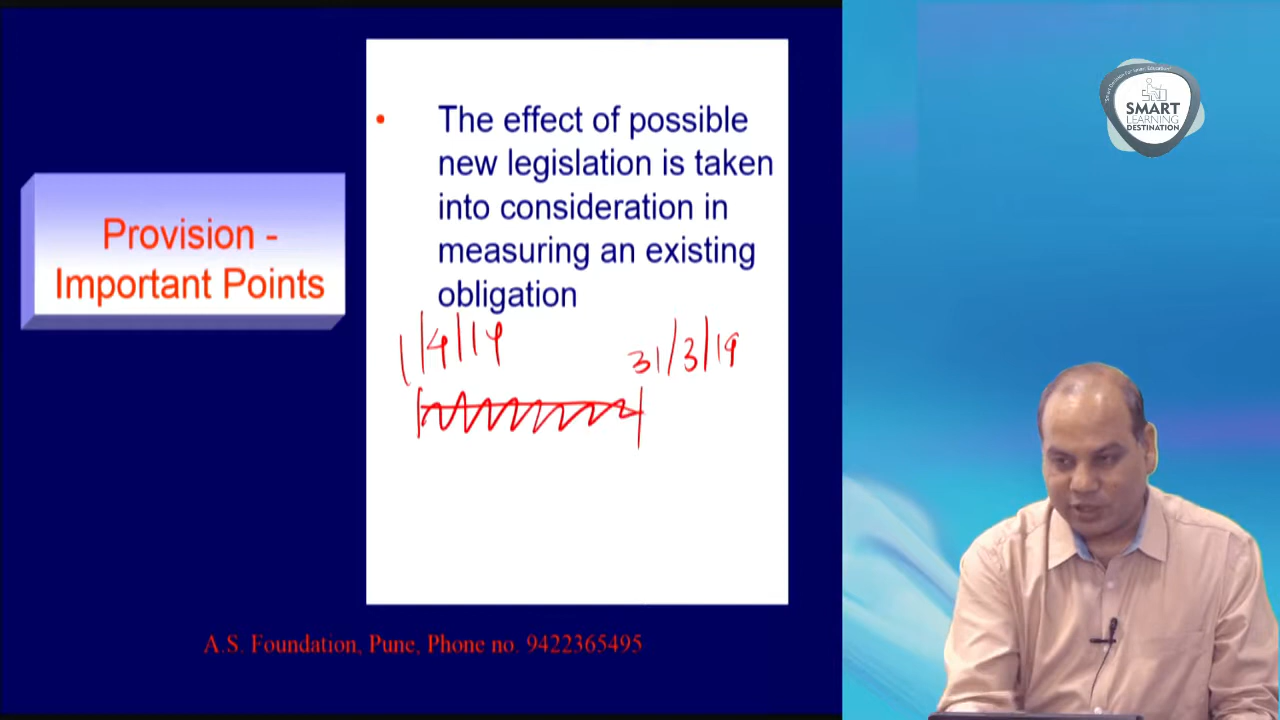 Provision -
Important Points
• The effect of possible
new legislation is taken
into consideration in
measuring an existing
obligation
1/4/14
31/3/19
A.S. Foundation, Pune, Phone no. 9422365495
SMART
LEARNING
DESTINATION